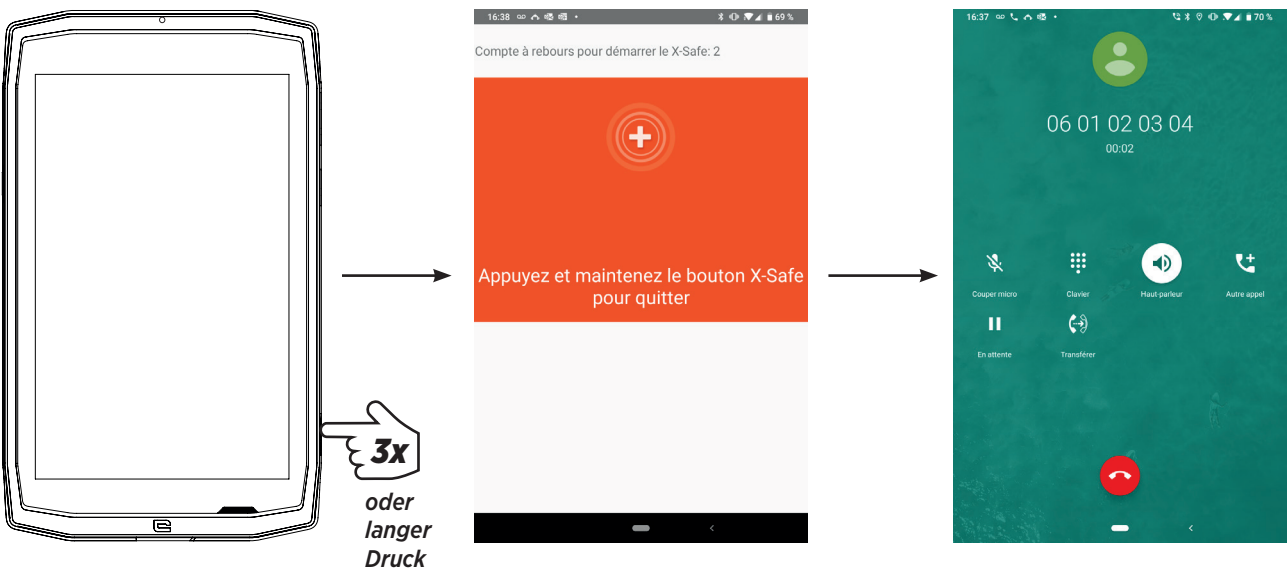 3x
oder
langer
Druck
16:38
69 %
Compte à rebours pour démarrer le X-Safe: 2
Appuyez et maintenez le bouton X-Safe
pour quitter
16:37
70 %
06 01 02 03 04
00:02
Couper micro
Clavier
Haut-parleur
Autre appel
En attente
Transférer